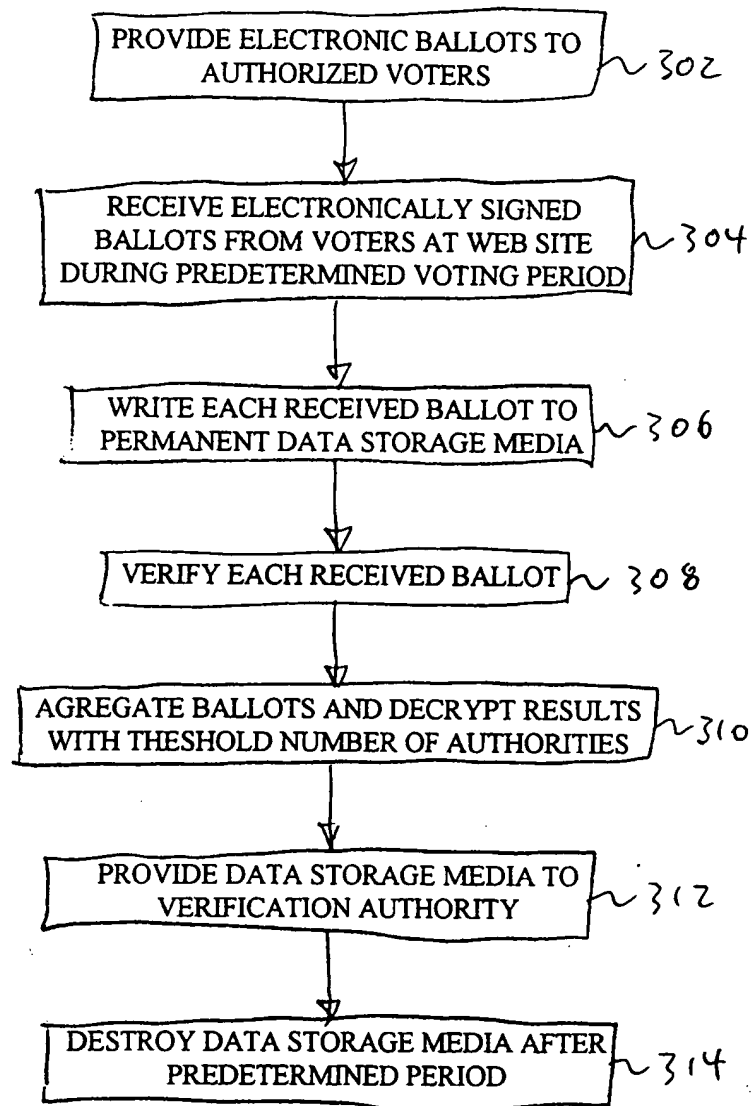 PROVIDE ELECTRONIC BALLOTS TO
AUTHORIZED VOTERS
302
RECEIVE ELECTRONICALLY SIGNED
BALLOTS FROM VOTERS AT WEB SITE
DURING PREDETERMINED VOTING PERIOD
304
WRITE EACH RECEIVED BALLOT TO
PERMANENT DATA STORAGE MEDIA
306
VERIFY EACH RECEIVED BALLOT
308
AGREGATE BALLOTS AND DECRYPT RESULTS
WITH THESHOLD NUMBER OF AUTHORITIES
310
PROVIDE DATA STORAGE MEDIA TO
VERIFICATION AUTHORITY
312
DESTROY DATA STORAGE MEDIA AFTER
PREDETERMINED PERIOD
314